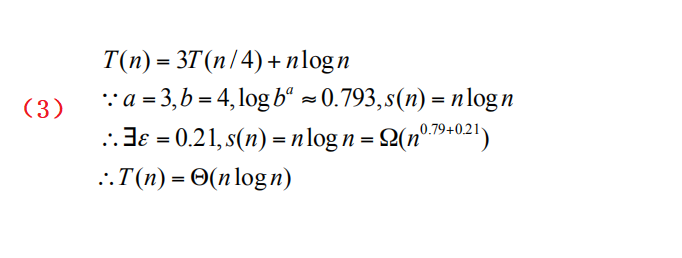 T(n) = 3T(n/4) + n log n
（3） ∵ a = 3, b = 4, log b^a ≈ 0.793, s(n) = n log n
∴ ∃ε = 0.21, s(n) = n log n = Ω(n^{0.79+0.21})
∴ T(n) = Θ(n log n)